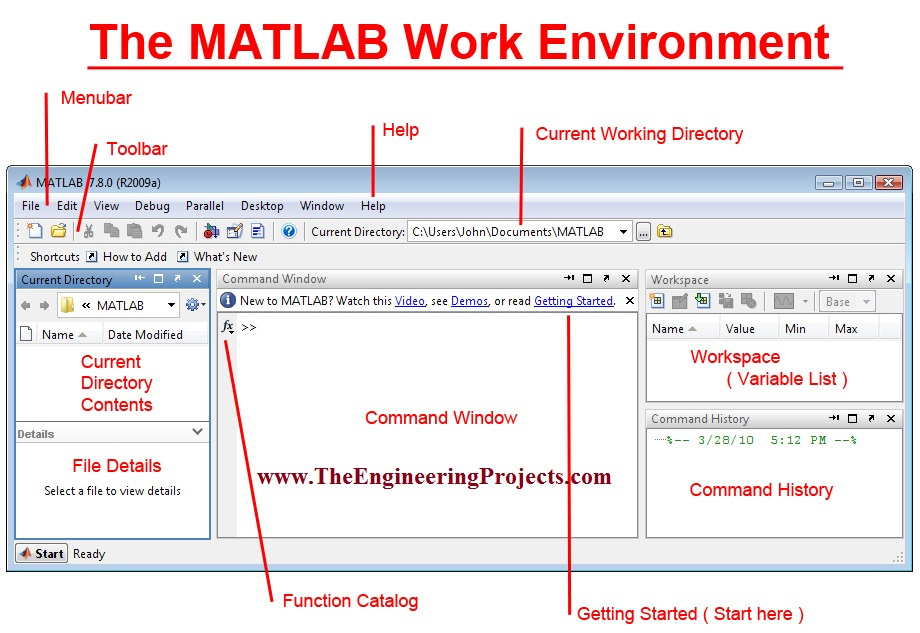 The MATLAB Work Environment
Menubar
Toolbar
Help
Current Working Directory
MATLAB 7.8.0 (R2009a)
File Edit View Debug Parallel Desktop Window Help
Current Directory: C:\Users\John\Documents\MATLAB ...
Shortcuts How to Add What's New
Current Directory
Command Window
Workspace
« MATLAB
New to MATLAB? Watch this Video, see Demos, or read Getting Started.
Base
Name Date Modified
fx >>
Name Value Min Max
Current
Directory
Contents
Workspace
( Variable List )
Command Window
Command History
%-- 3/28/10 5:12 PM --%
Details
File Details
Select a file to view details
www.TheEngineeringProjects.com
Command History
Start Ready
Function Catalog
Getting Started ( Start here )